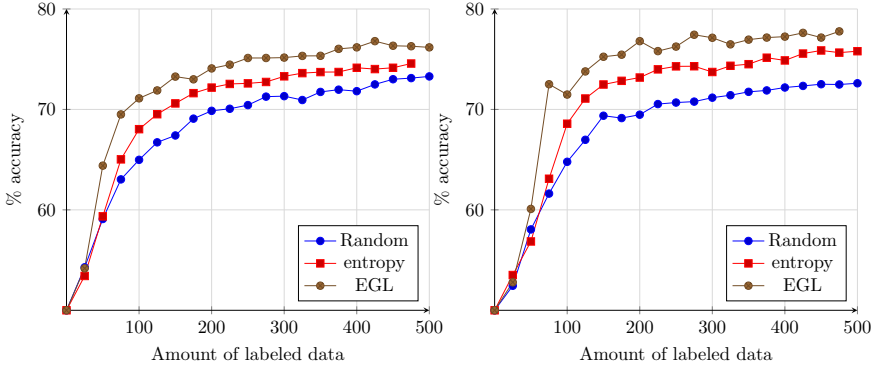 80
70
60
% accuracy
100
200
300
400
500
Amount of labeled data
Random
entropy
EGL
80
70
60
% accuracy
100
200
300
400
500
Amount of labeled data
Random
entropy
EGL